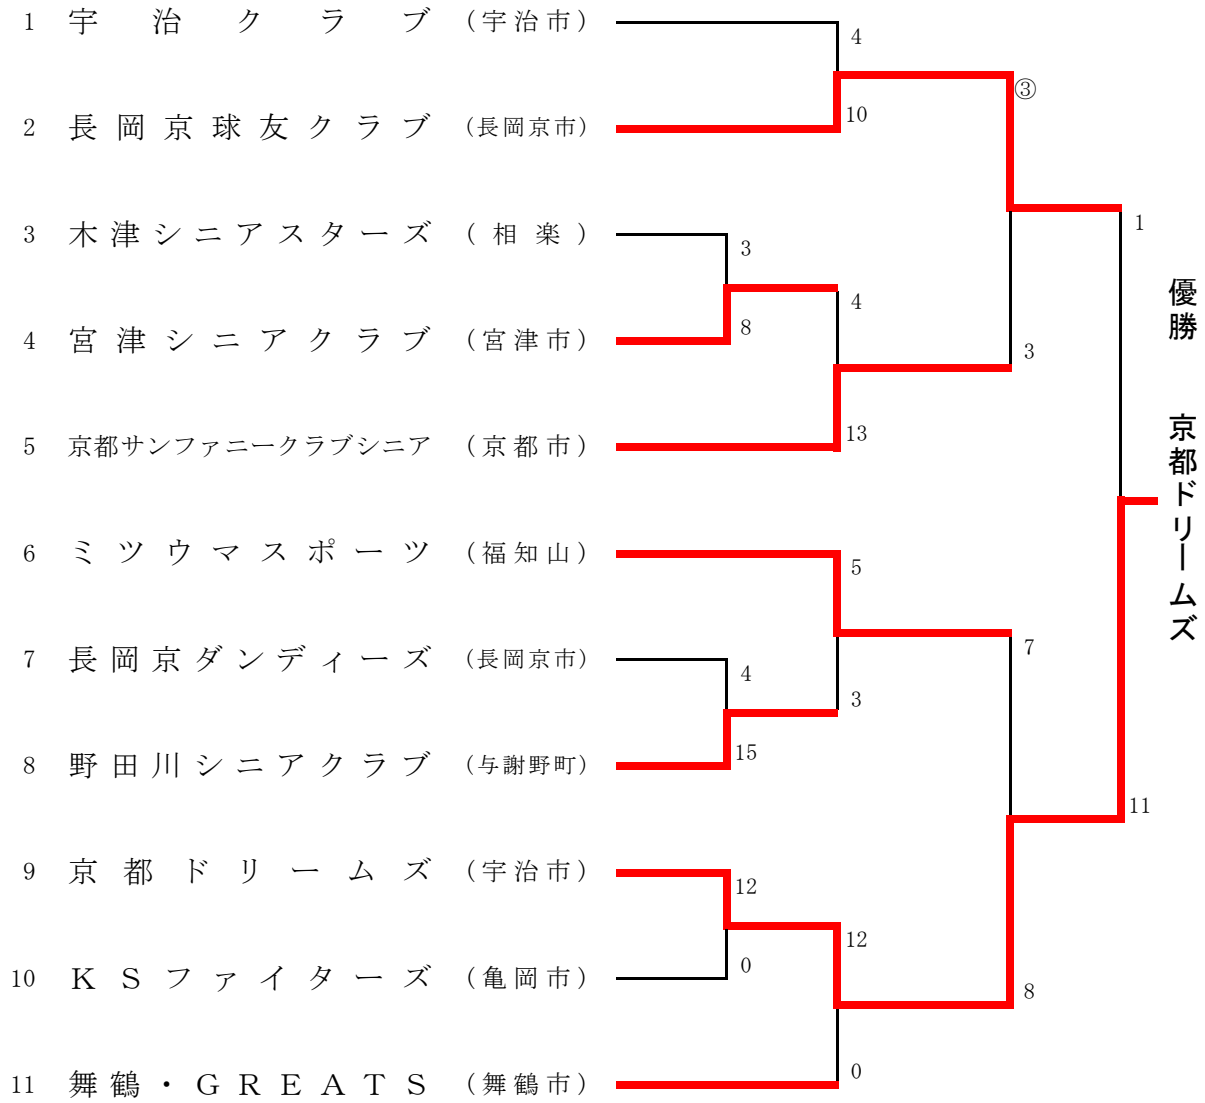 1 宇治クラブ （宇治市）
4
③
10
2 長岡京球友クラブ （長岡京市）
1
3 木津シニアスターズ （相楽）
3
4
8
4 宮津シニアクラブ （宮津市）
3
13
5 京都サンファニークラブシニア （京都市）
優勝 京都ドリームズ
6 ミツウマスポーツ （福知山）
5
7
7 長岡京ダンディーズ （長岡京市）
4
3
15
8 野田川シニアクラブ （与謝野町）
11
9 京都ドリームズ （宇治市）
12
12
0
10 KSファイターズ （亀岡市）
8
0
11 舞鶴・GREATS （舞鶴市）